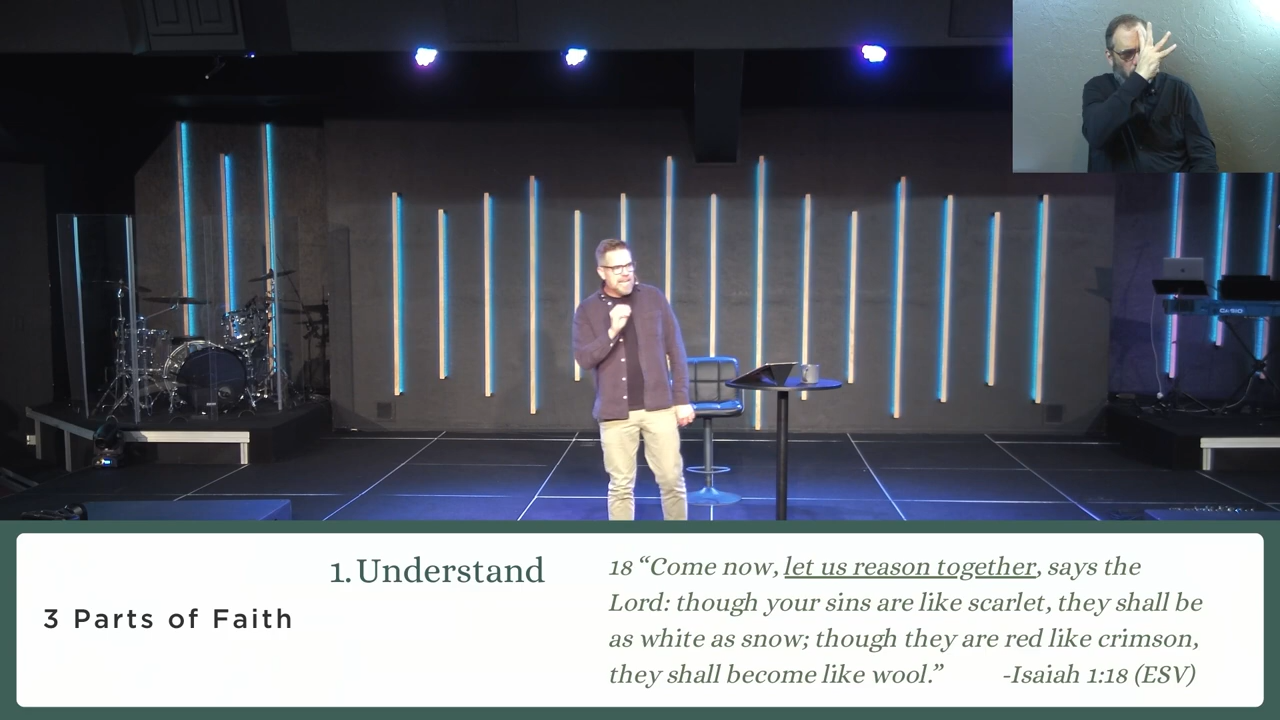 3 Parts of Faith
1. Understand
18 “Come now, let us reason together, says the
Lord: though your sins are like scarlet, they shall be
as white as snow; though they are red like crimson,
they shall become like wool.” -Isaiah 1:18 (ESV)